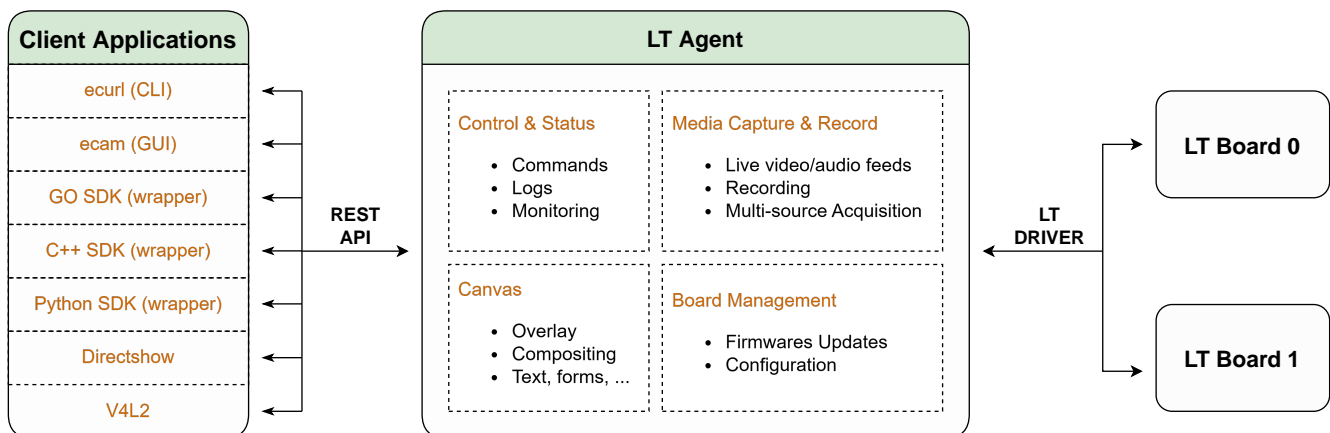 Client Applications
ecurl (CLI)
ecam (GUI)
GO SDK (wrapper)
C++ SDK (wrapper)
Python SDK (wrapper)
Directshow
V4L2
REST
API
LT Agent
Control & Status
• Commands
• Logs
• Monitoring
Media Capture & Record
• Live video/audio feeds
• Recording
• Multi-source Acquisition
Canvas
• Overlay
• Compositing
• Text, forms, ...
Board Management
• Firmwares Updates
• Configuration
LT
DRIVER
LT Board 0
LT Board 1